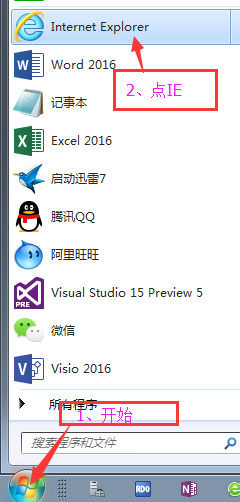 Internet Explorer
Word 2016
2、点IE
记事本
Excel 2016
启动迅雷7
腾讯QQ
阿里旺旺
PRE
Visual Studio 15 Preview 5
微信
Visio 2016
所有程序
1、开始
搜索程序和文件
RDO